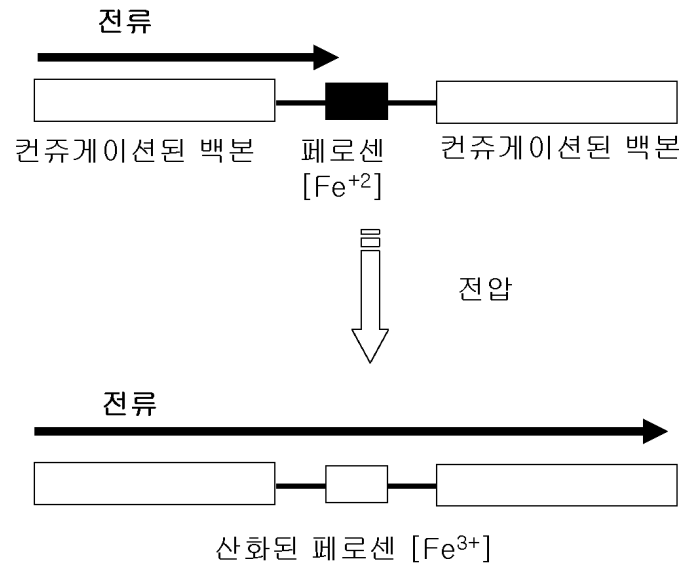 전류
컨쥬게이션된 백본
페로센
컨쥬게이션된 백본
[Fe⁺²]
전압
전류
산화된 페로센 [Fe³⁺]